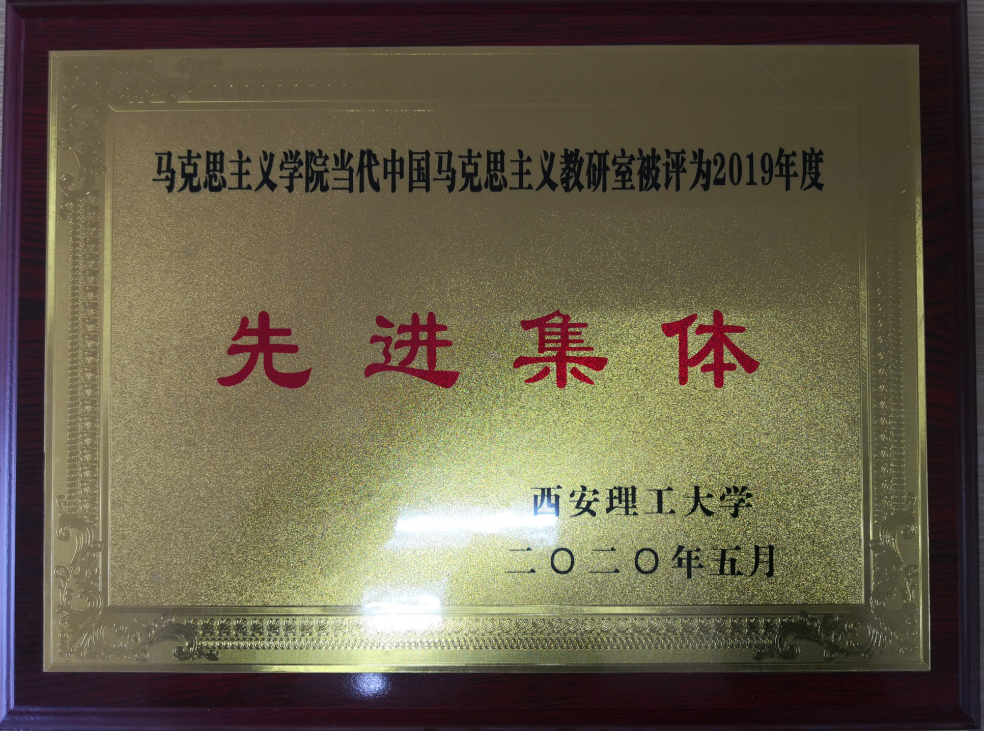 马克思主义学院当代中国马克思主义教研室被评为2019年度
先进集体
西安理工大学
二〇二〇年五月